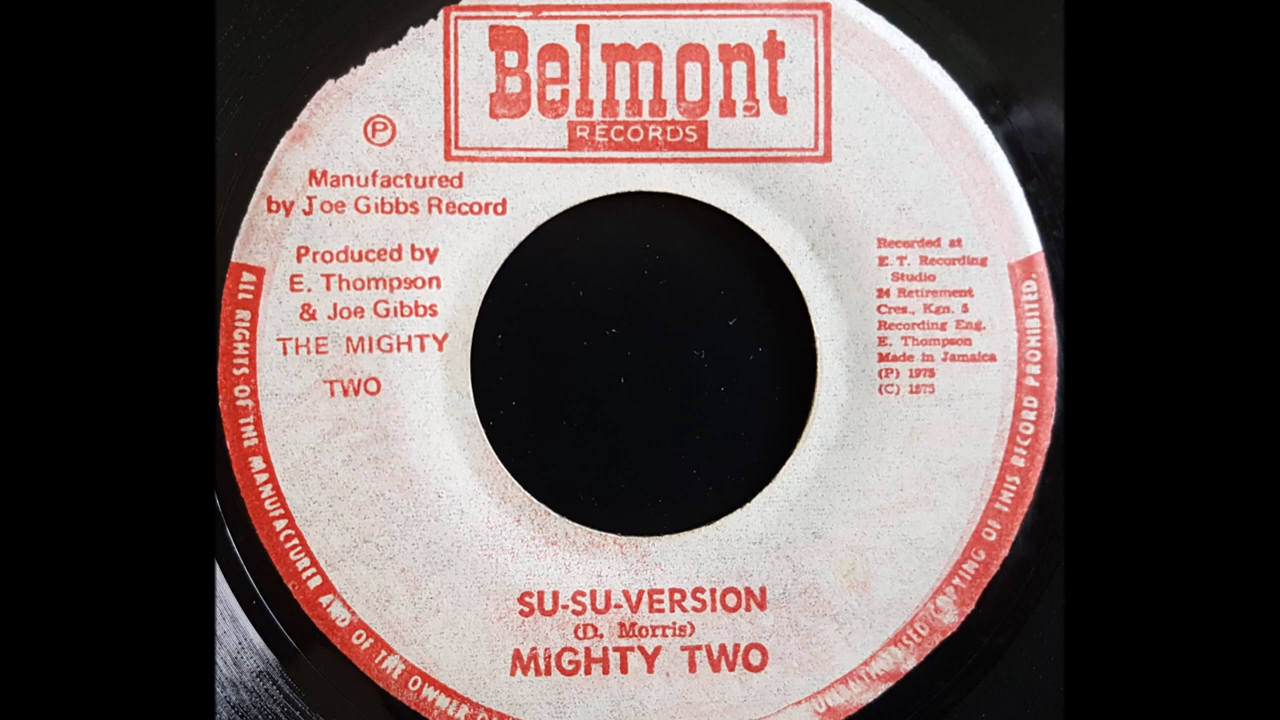 Belmont
RECORDS
Ⓟ
Manufactured
by Joe Gibbs Record
Produced by
E. Thompson
& Joe Gibbs
THE MIGHTY
TWO
Recorded at
E. T. Recording
Studio
24 Retirement
Cres., Kgn. 5
Recording Eng.
E. Thompson
Made in Jamaica
(P) 1975
(C) 1975
SU-SU-VERSION
(D. Morris)
MIGHTY TWO
ALL RIGHTS OF THE MANUFACTURER AND OF THE OWNER
COPYING OF THIS RECORD PROHIBITED.